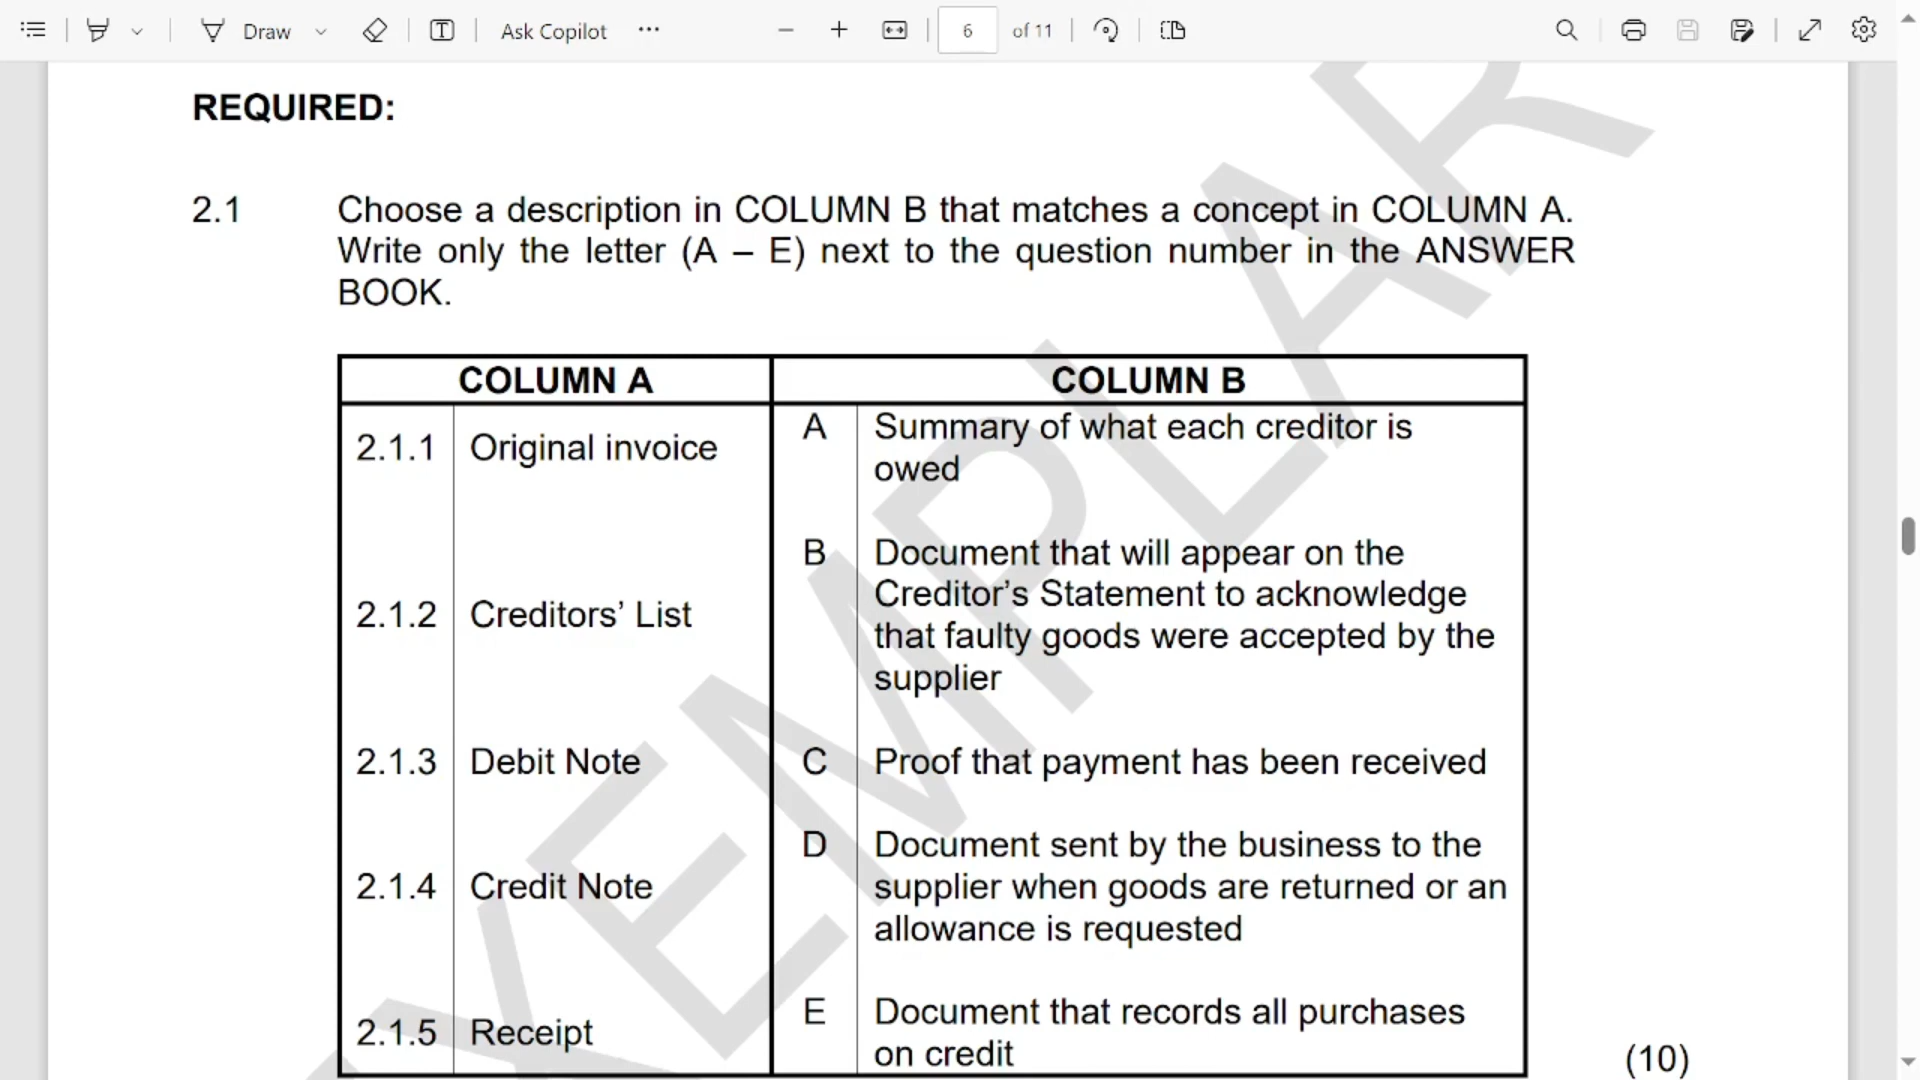 Draw
Ask Copilot
6 of 11
REQUIRED:
2.1 Choose a description in COLUMN B that matches a concept in COLUMN A.
Write only the letter (A – E) next to the question number in the ANSWER
BOOK.
COLUMN A COLUMN B
2.1.1 Original invoice
A Summary of what each creditor is
owed
2.1.2 Creditors’ List
B Document that will appear on the
Creditor’s Statement to acknowledge
that faulty goods were accepted by the
supplier
2.1.3 Debit Note
C Proof that payment has been received
2.1.4 Credit Note
D Document sent by the business to the
supplier when goods are returned or an
allowance is requested
2.1.5 Receipt
E Document that records all purchases
on credit
(10)
EXEMPLAR